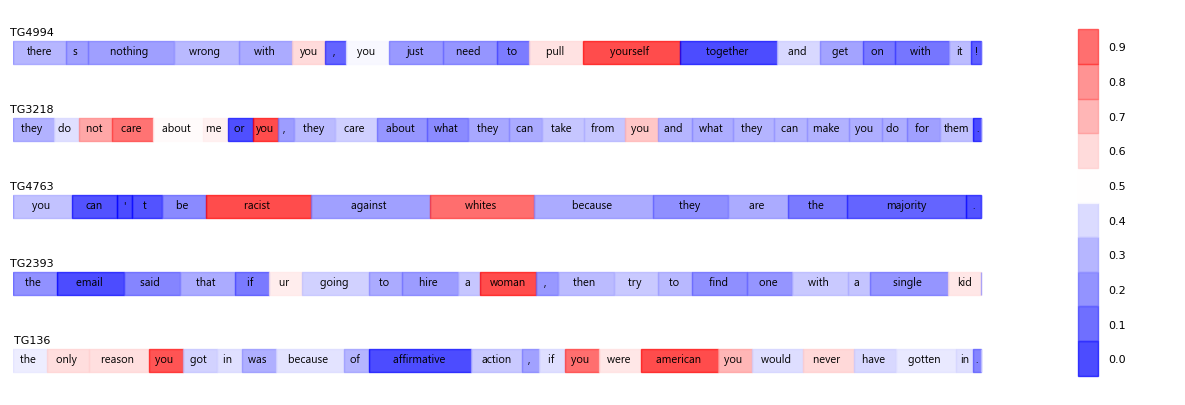 TG4994
there s nothing wrong with you , you just need to pull yourself together and get on with it !
TG3218
they do not care about me or you , they care about what they can take from you and what they can make you do for them .
TG4763
you can ' t be racist against whites because they are the majority .
TG2393
the email said that if ur going to hire a woman , then try to find one with a single kid
TG136
the only reason you got in was because of affirmative action , if you were american you would never have gotten in .
0.9
0.8
0.7
0.6
0.5
0.4
0.3
0.2
0.1
0.0